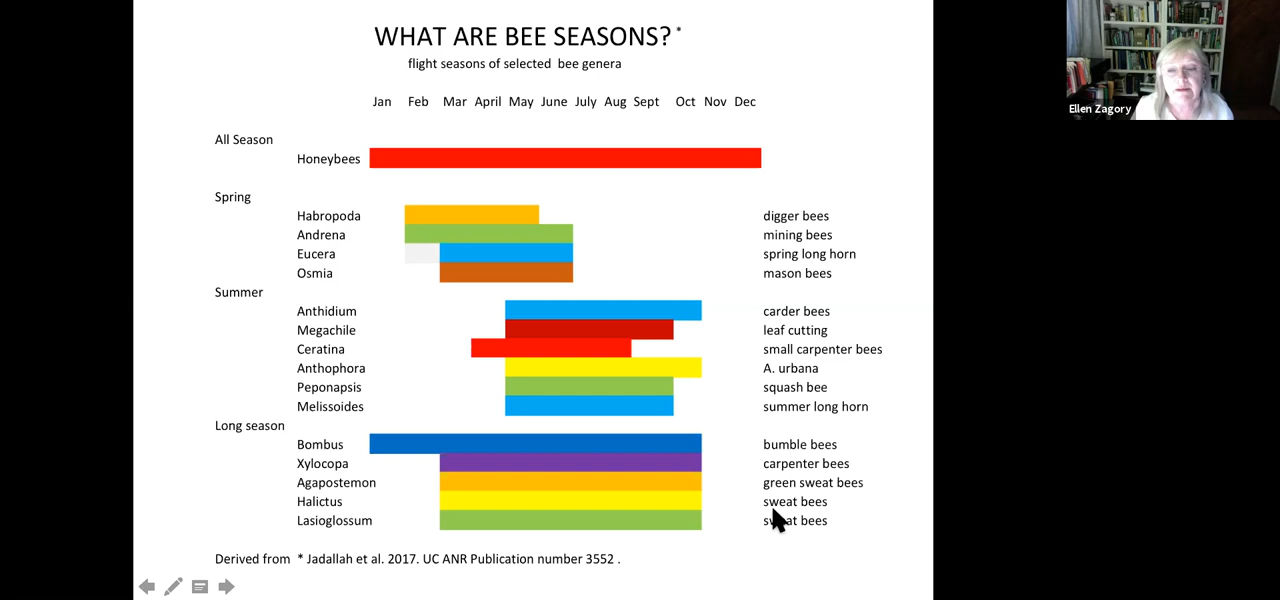 WHAT ARE BEE SEASONS? *
flight seasons of selected bee genera
Jan Feb Mar April May June July Aug Sept Oct Nov Dec
All Season
Honeybees
Spring
Habropoda digger bees
Andrena mining bees
Eucera spring long horn
Osmia mason bees
Summer
Anthidium carder bees
Megachile leaf cutting
Ceratina small carpenter bees
Anthophora A. urbana
Peponapsis squash bee
Melissoides summer long horn
Long season
Bombus bumble bees
Xylocopa carpenter bees
Agapostemon green sweat bees
Halictus sweat bees
Lasioglossum sweat bees
Derived from * Jadallah et al. 2017. UC ANR Publication number 3552 .
Ellen Zagory